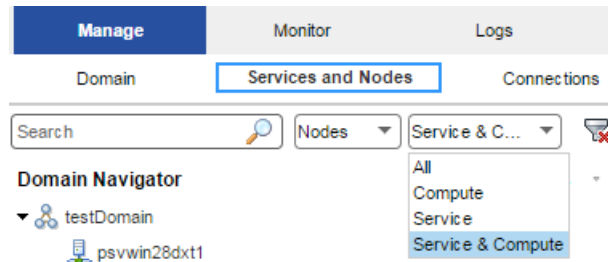 Manage Monitor Logs
Domain Services and Nodes Connections
Search Nodes Service & C...
All
Domain Navigator
Compute
testDomain
Service
Service & Compute
psvwin28dxt1